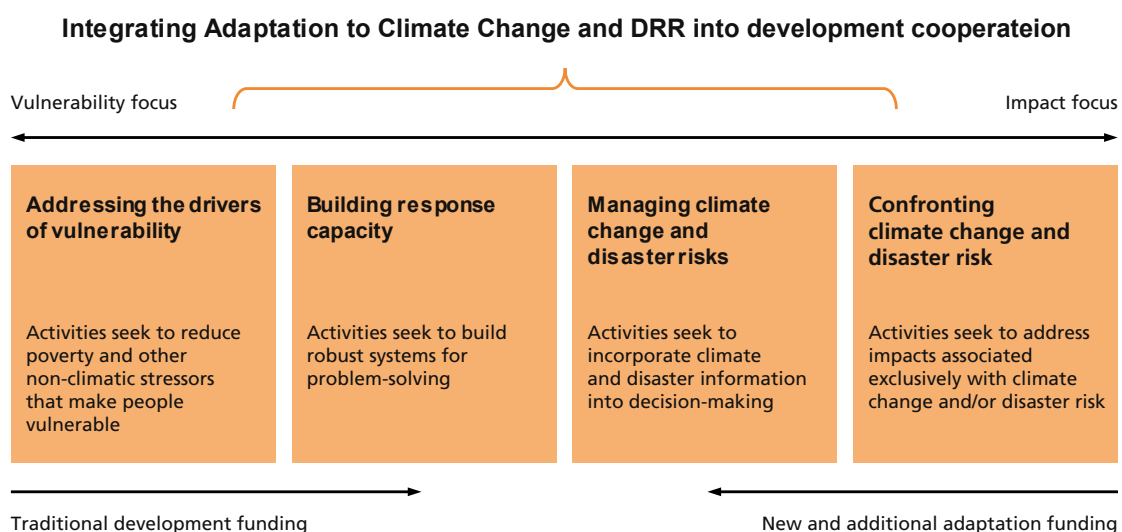 Integrating Adaptation to Climate Change and DRR into development cooperateion
Vulnerability focus
Impact focus
Addressing the drivers
of vulnerability
Activities seek to reduce
poverty and other
non-climatic stressors
that make people
vulnerable
Building response
capacity
Activities seek to build
robust systems for
problem-solving
Managing climate
change and
disaster risks
Activities seek to
incorporate climate
and disaster information
into decision-making
Confronting
climate change and
disaster risk
Activities seek to address
impacts associated
exclusively with climate
change and/or disaster risk
Traditional development funding
New and additional adaptation funding